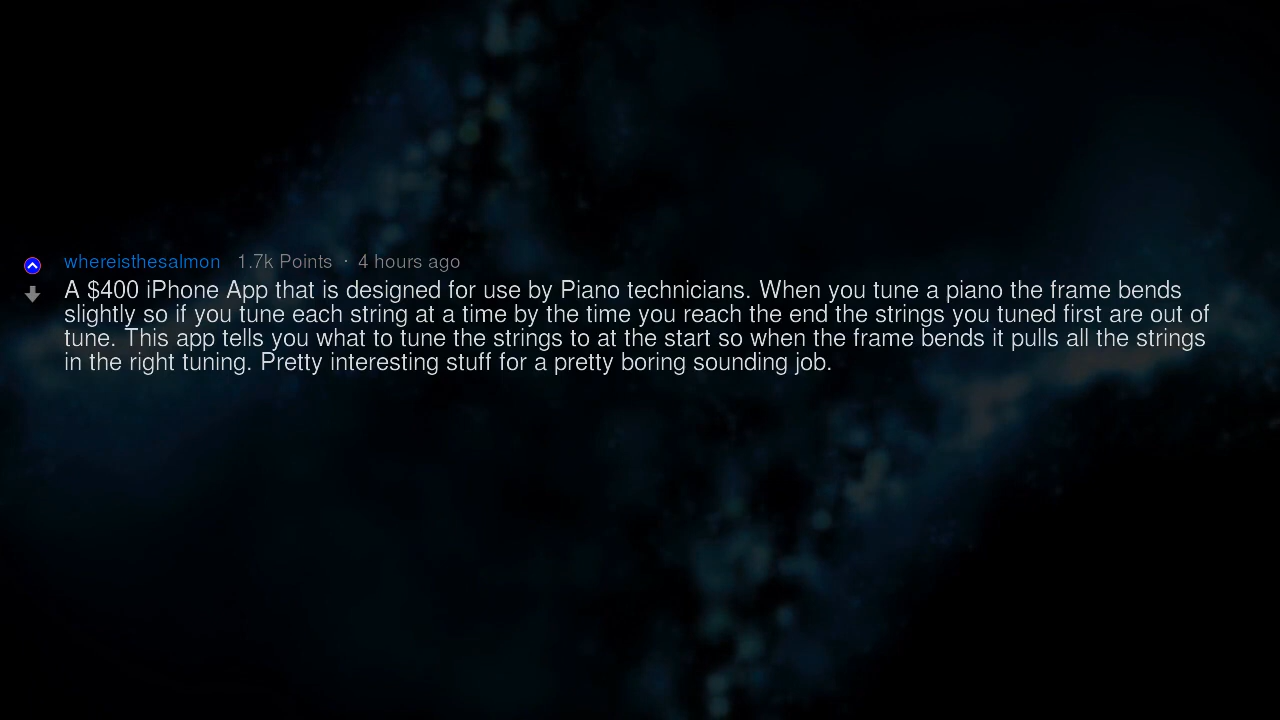 whereisthesalmon 1.7k Points · 4 hours ago
A $400 iPhone App that is designed for use by Piano technicians. When you tune a piano the frame bends
slightly so if you tune each string at a time by the time you reach the end the strings you tuned first are out of
tune. This app tells you what to tune the strings to at the start so when the frame bends it pulls all the strings
in the right tuning. Pretty interesting stuff for a pretty boring sounding job.